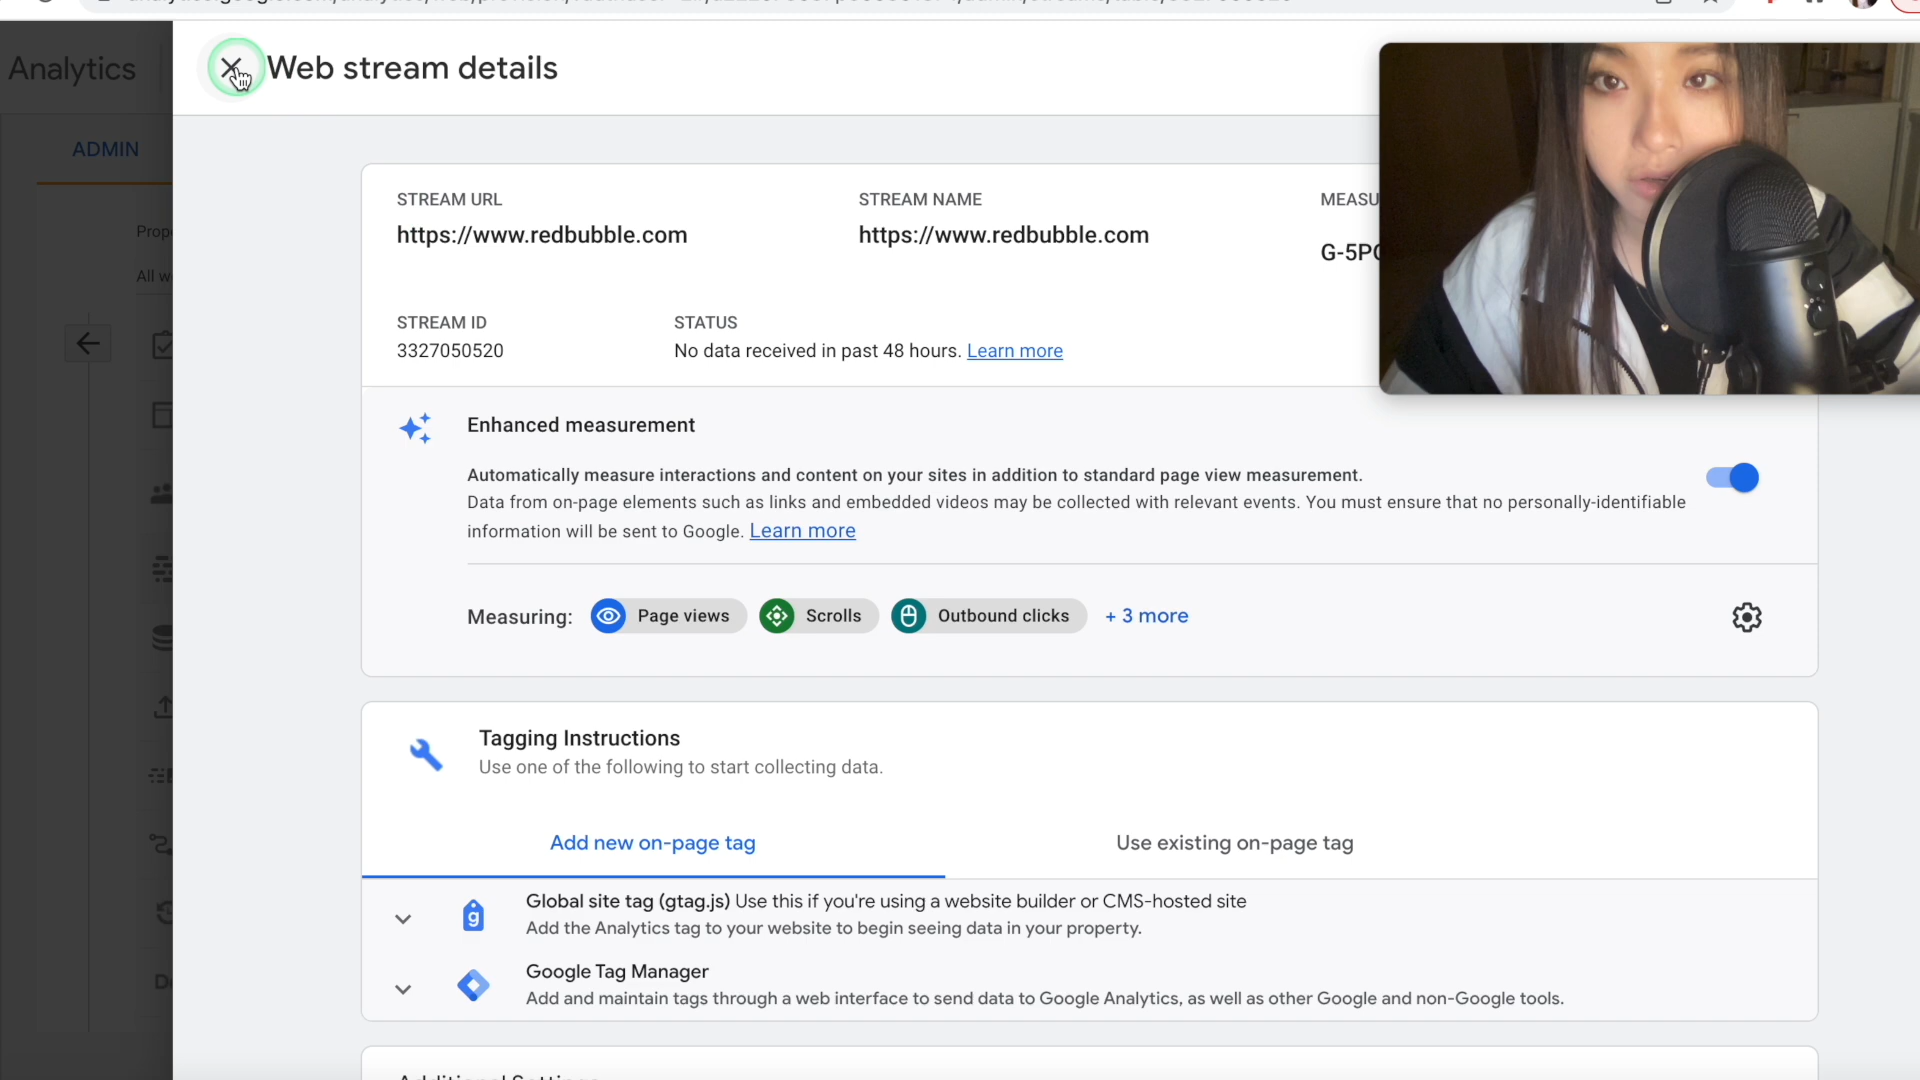 Analytics
Web stream details
ADMIN
STREAM URL
https://www.redbubble.com
STREAM NAME
https://www.redbubble.com
MEASU
G-5P
Prop
All w
STREAM ID
3327050520
STATUS
No data received in past 48 hours. Learn more
Enhanced measurement
Automatically measure interactions and content on your sites in addition to standard page view measurement.
Data from on-page elements such as links and embedded videos may be collected with relevant events. You must ensure that no personally-identifiable
information will be sent to Google. Learn more
Measuring: Page views Scrolls Outbound clicks + 3 more
Tagging Instructions
Use one of the following to start collecting data.
Add new on-page tag
Use existing on-page tag
Global site tag (gtag.js) Use this if you're using a website builder or CMS-hosted site
Add the Analytics tag to your website to begin seeing data in your property.
g
Google Tag Manager
Add and maintain tags through a web interface to send data to Google Analytics, as well as other Google and non-Google tools.
Additional Settings